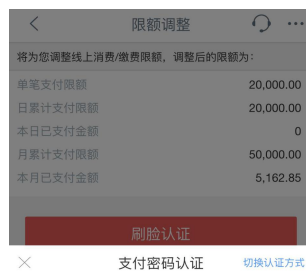 限额调整
将为您调整线上消费/缴费限额，调整后的限额为：
单笔支付限额 20,000.00
日累计支付限额 20,000.00
本日已支付金额 0
月累计支付限额 50,000.00
本月已支付金额 5,162.85
刷脸认证
支付密码认证 切换认证方式